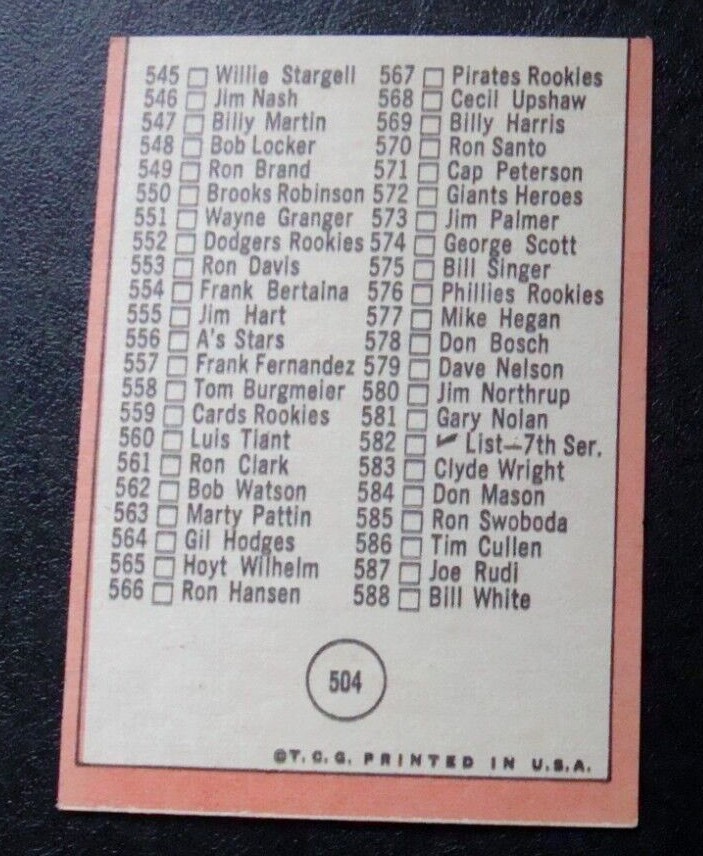 545 Willie Stargell
546 Jim Nash
547 Billy Martin
548 Bob Locker
549 Ron Brand
550 Brooks Robinson
551 Wayne Granger
552 Dodgers Rookies
553 Ron Davis
554 Frank Bertaina
555 Jim Hart
556 A's Stars
557 Frank Fernandez
558 Tom Burgmeier
559 Cards Rookies
560 Luis Tiant
561 Ron Clark
562 Bob Watson
563 Marty Pattin
564 Gil Hodges
565 Hoyt Wilhelm
566 Ron Hansen
567 Pirates Rookies
568 Cecil Upshaw
569 Billy Harris
570 Ron Santo
571 Cap Peterson
572 Giants Heroes
573 Jim Palmer
574 George Scott
575 Bill Singer
576 Phillies Rookies
577 Mike Hegan
578 Don Bosch
579 Dave Nelson
580 Jim Northrup
581 Gary Nolan
582 List—7th Ser.
583 Clyde Wright
584 Don Mason
585 Ron Swoboda
586 Tim Cullen
587 Joe Rudi
588 Bill White
504
©T.C.G. PRINTED IN U.S.A.